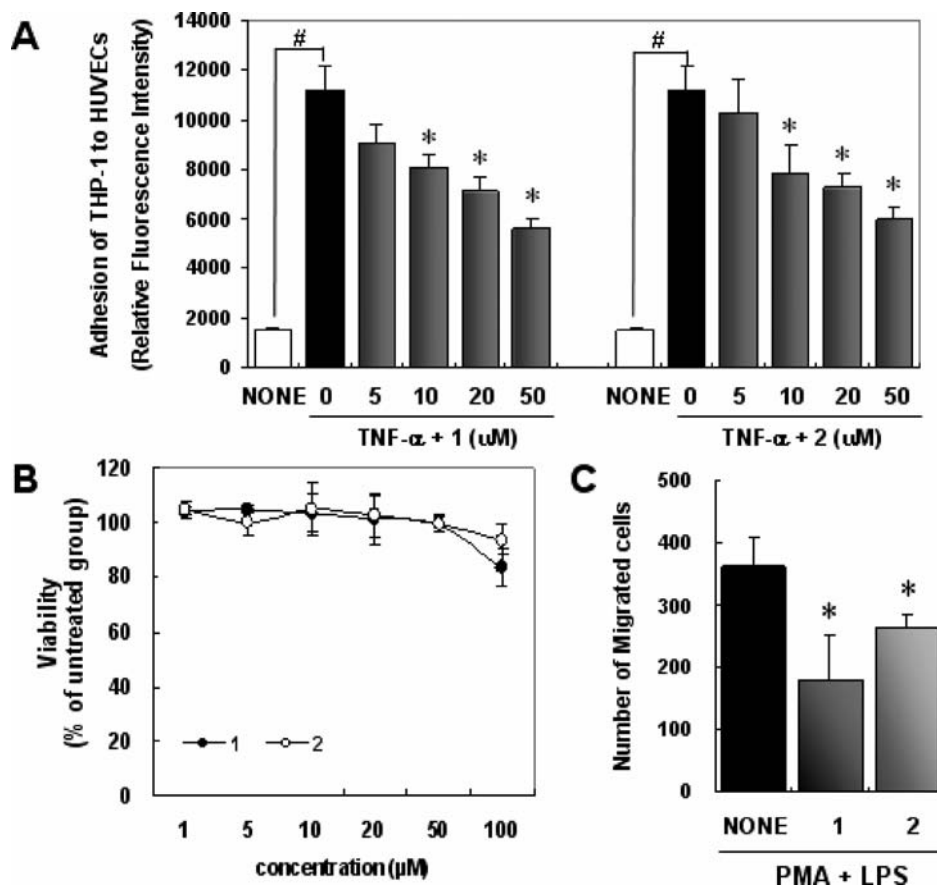 A
Adhesion of THP-1 to HUVECs
(Relative Fluorescence Intensity)
14000
12000
10000
8000
6000
4000
2000
0
# * * *
# * * *
NONE 0 5 10 20 50 NONE 0 5 10 20 50
TNF-α + 1 (uM) TNF-α + 2 (uM)
B
Viability
(% of untreated group)
120
100
80
60
40
20
0
1 2
1 5 10 20 50 100
concentration (µM)
C
Number of Migrated cells
500
400
300
200
100
0
* *
NONE 1 2
PMA + LPS